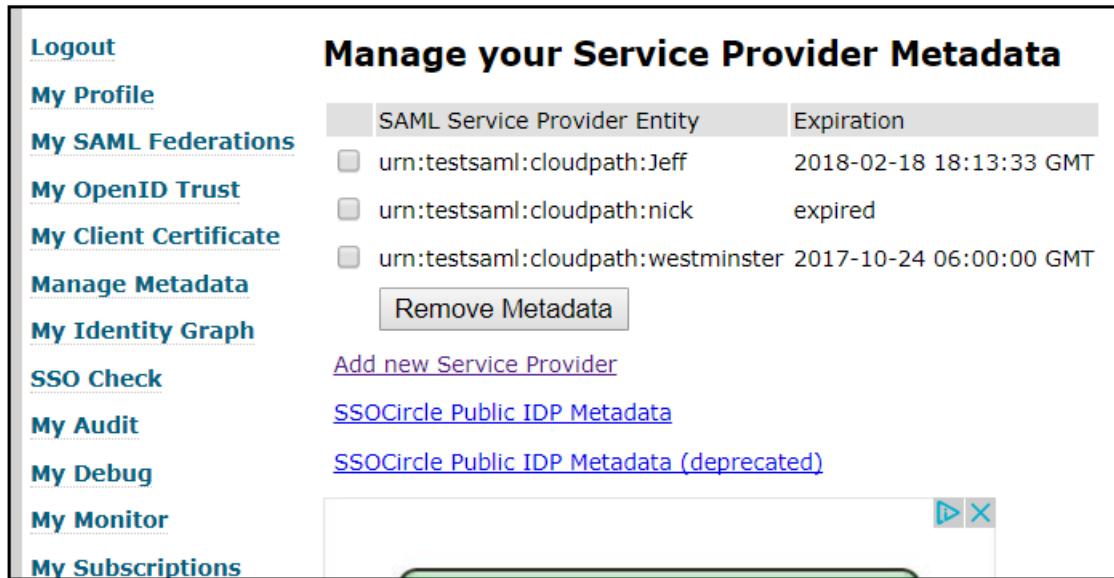 Logout
My Profile
My SAML Federations
My OpenID Trust
My Client Certificate
Manage Metadata
My Identity Graph
SSO Check
My Audit
My Debug
My Monitor
My Subscriptions
Manage your Service Provider Metadata
SAML Service Provider Entity Expiration
urn:testsaml:cloudpath:Jeff 2018-02-18 18:13:33 GMT
urn:testsaml:cloudpath:nick expired
urn:testsaml:cloudpath:westminster 2017-10-24 06:00:00 GMT
Remove Metadata
Add new Service Provider
SSOCircle Public IDP Metadata
SSOCircle Public IDP Metadata (deprecated)